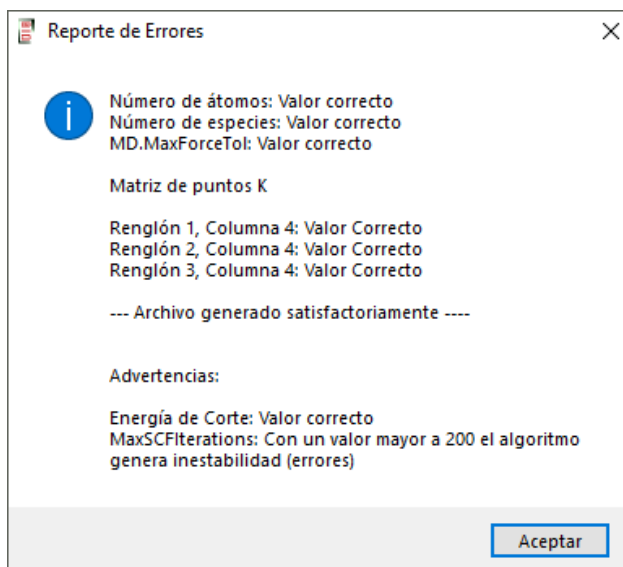 Reporte de Errores
Número de átomos: Valor correcto
Número de especies: Valor correcto
MD.MaxForceTol: Valor correcto
Matriz de puntos K
Renglón 1, Columna 4: Valor Correcto
Renglón 2, Columna 4: Valor Correcto
Renglón 3, Columna 4: Valor Correcto
--- Archivo generado satisfactoriamente ----
Advertencias:
Energía de Corte: Valor correcto
MaxSCFIterations: Con un valor mayor a 200 el algoritmo
genera inestabilidad (errores)
Aceptar